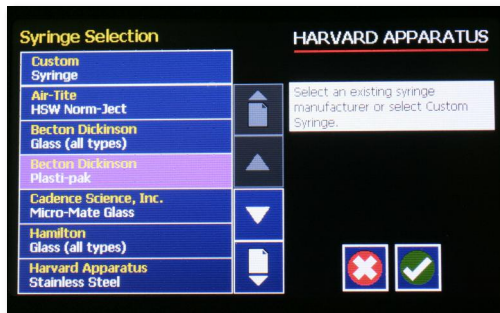 Syringe Selection
HARVARD APPARATUS
Custom
Syringe
Air-Tite
HSW Norm-Ject
Becton Dickinson
Glass (all types)
Becton Dickinson
Plasti-pak
Cadence Science, Inc.
Micro-Mate Glass
Hamilton
Glass (all types)
Harvard Apparatus
Stainless Steel
Select an existing syringe
manufacturer or select Custom
Syringe.